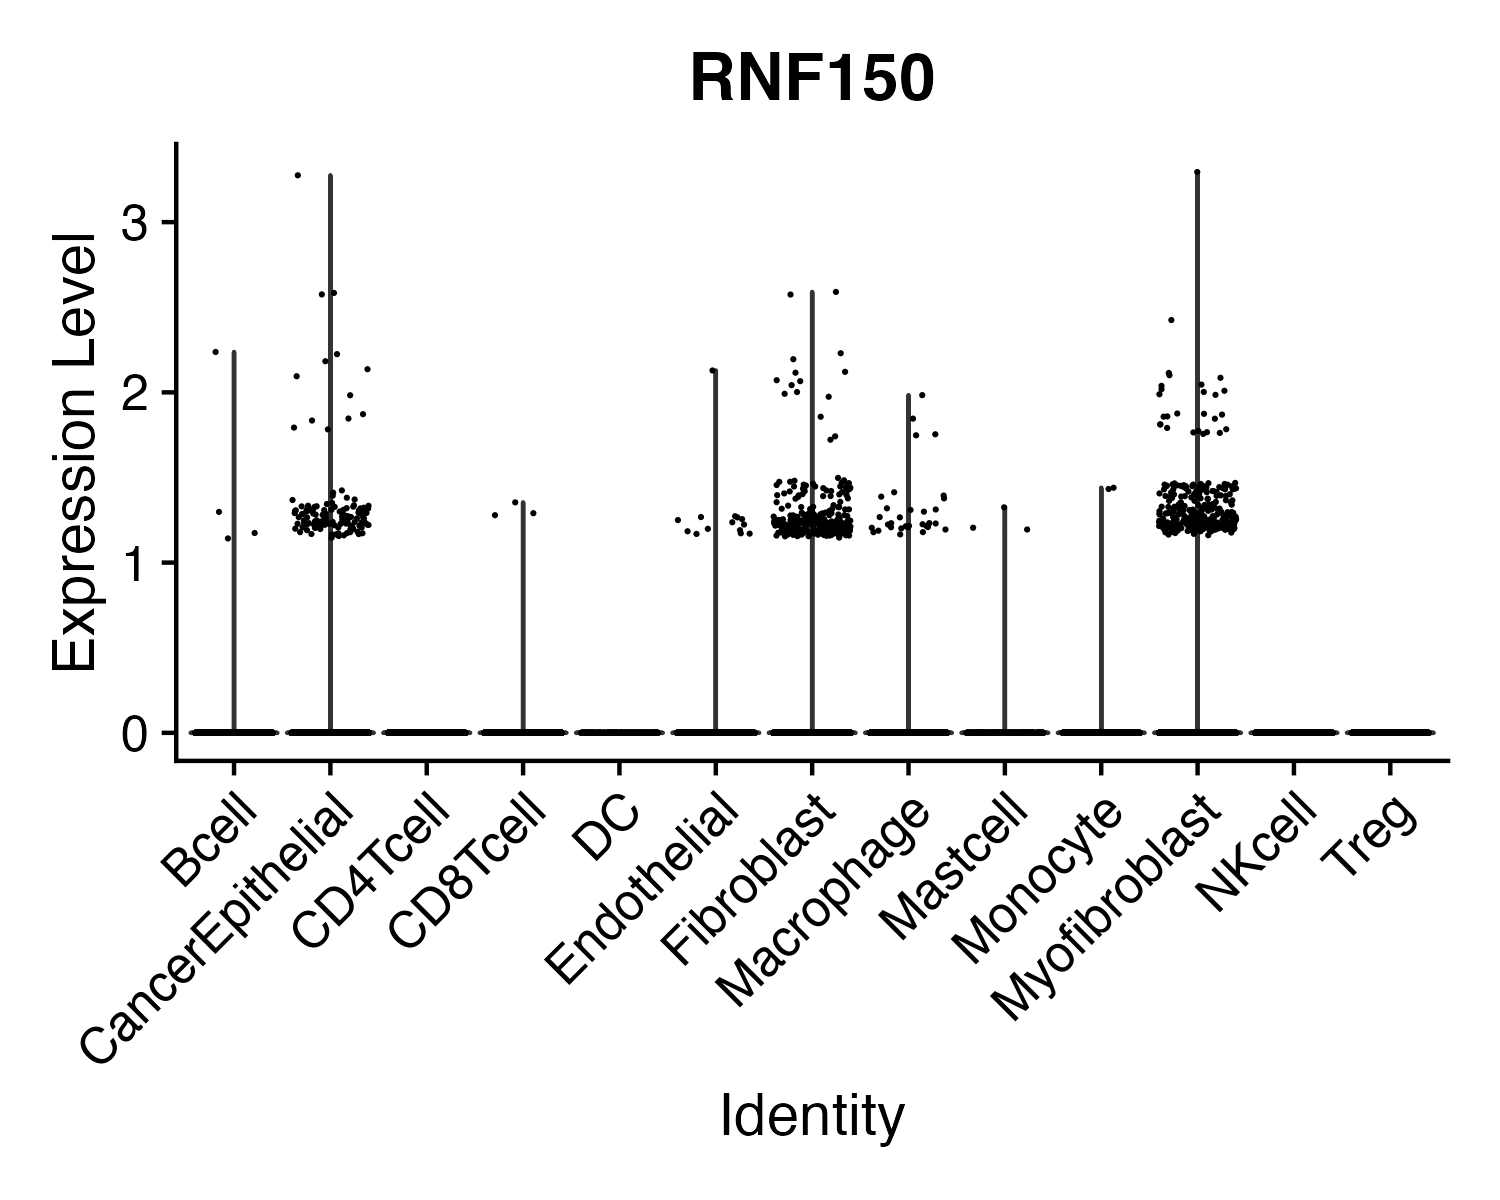 RNF150
Expression Level
3
2
1
0
Bcell
CancerEpithelial
CD4Tcell
CD8Tcell
DC
Endothelial
Fibroblast
Macrophage
Mastcell
Monocyte
Myofibroblast
NKcell
Treg
Identity